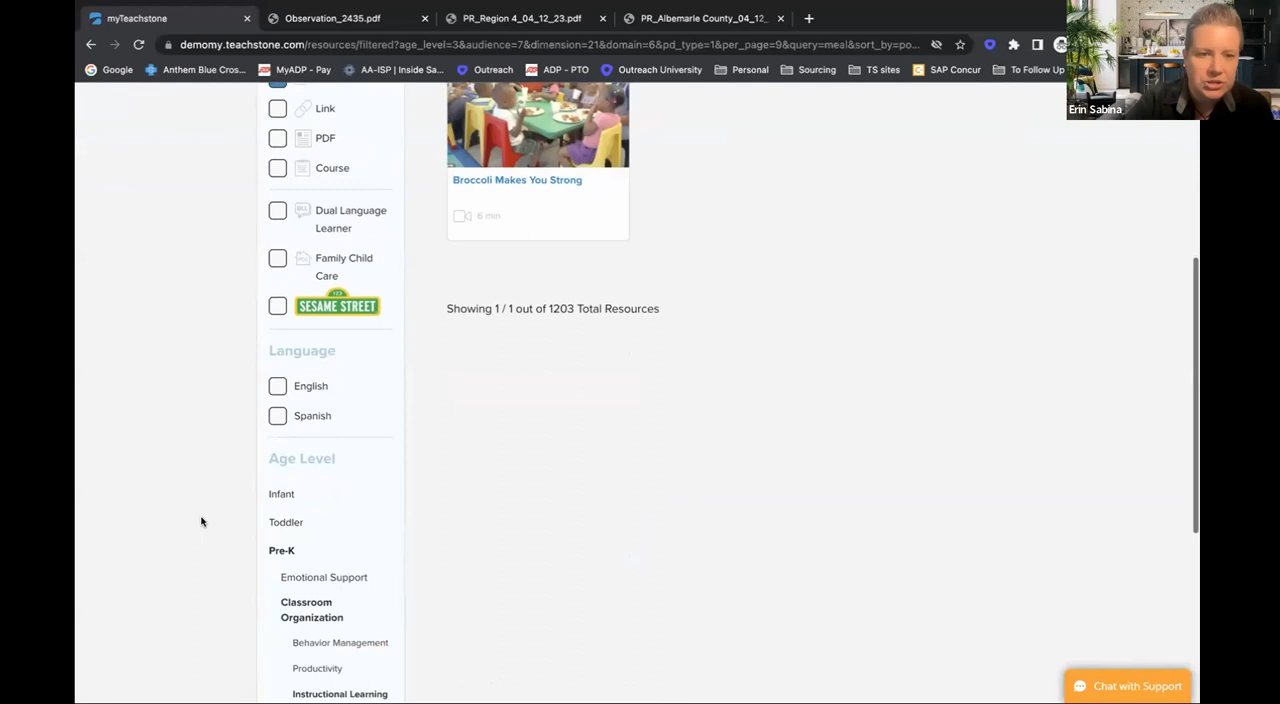 myTeachstone
Observation_2435.pdf
PR_Region 4_04_12_23.pdf
PR_Albemarle County_04_12_
demomy.teachstone.com/resources/filtered?age_level=3&audience=7&dimension=21&domain=6&pd_type=1&per_page=9&query=meal&sort_by=po...
Google
Anthem Blue Cros...
MyADP - Pay
AA-ISP | Inside Sa...
Outreach
ADP - PTO
Outreach University
Personal
Sourcing
TS sites
SAP Concur
To Follow Up
Erin Sabina
Link
PDF
Course
Dual Language
Learner
Family Child
Care
123
SESAME STREET
Language
English
Spanish
Age Level
Infant
Toddler
Pre-K
Emotional Support
Classroom
Organization
Behavior Management
Productivity
Instructional Learning
Broccoli Makes You Strong
6 min
Showing 1 / 1 out of 1203 Total Resources
Chat with Support